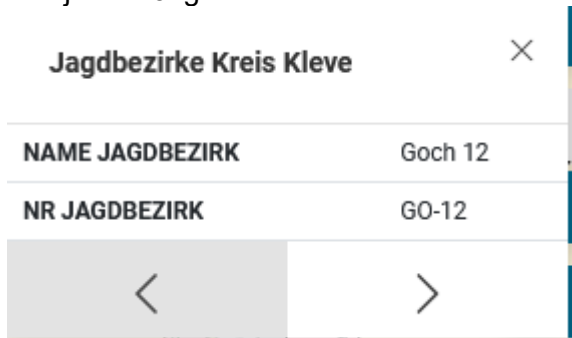 Jagdbezirke Kreis Kleve
NAME JAGDBEZIRK Goch 12
NR JAGDBEZIRK GO-12